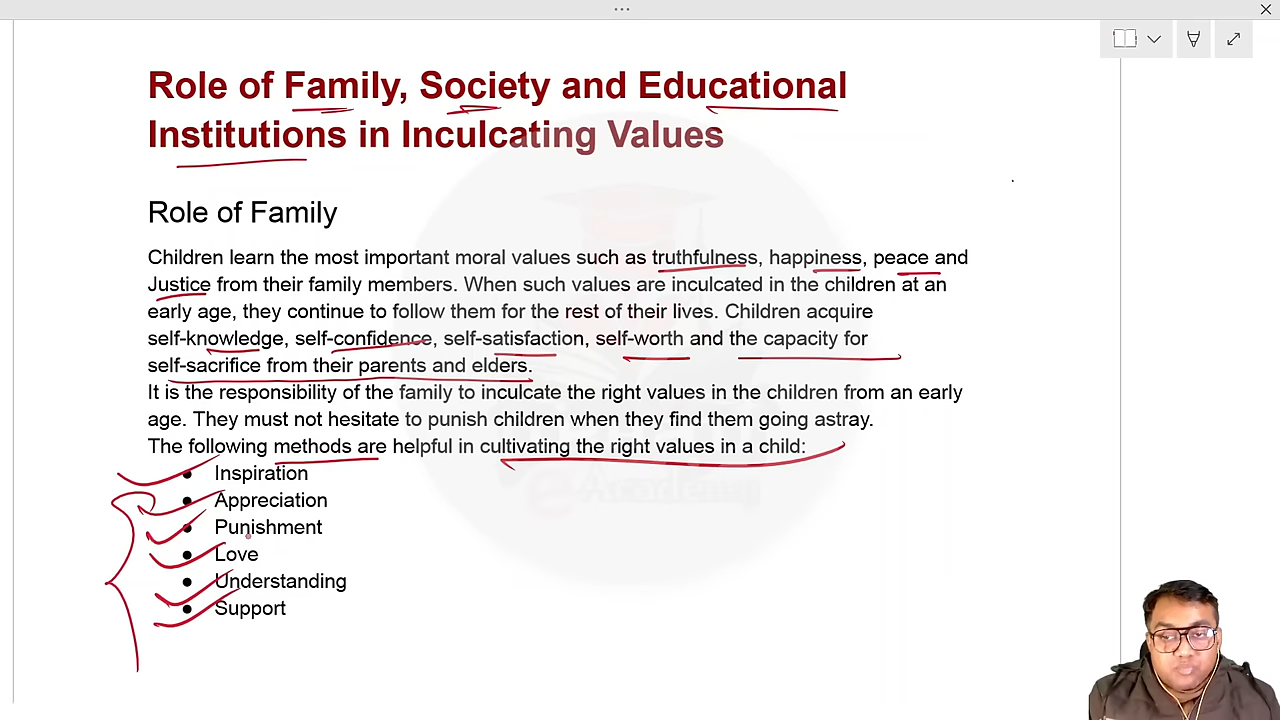 Role of Family, Society and Educational
Institutions in Inculcating Values
Role of Family
Children learn the most important moral values such as truthfulness, happiness, peace and
Justice from their family members. When such values are inculcated in the children at an
early age, they continue to follow them for the rest of their lives. Children acquire
self-knowledge, self-confidence, self-satisfaction, self-worth and the capacity for
self-sacrifice from their parents and elders.
It is the responsibility of the family to inculcate the right values in the children from an early
age. They must not hesitate to punish children when they find them going astray.
The following methods are helpful in cultivating the right values in a child:
● Inspiration
● Appreciation
● Punishment
● Love
● Understanding
● Support
Academy